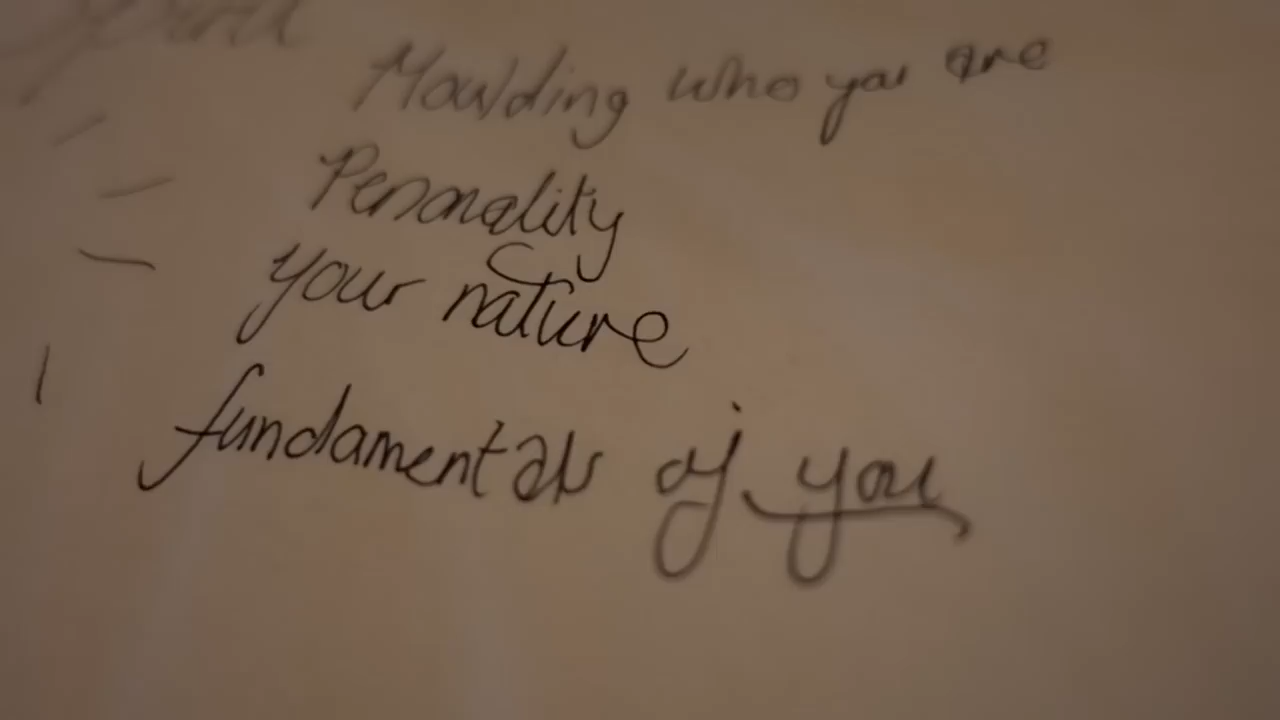 Moulding who you are
Personality
your nature
fundamentals of you